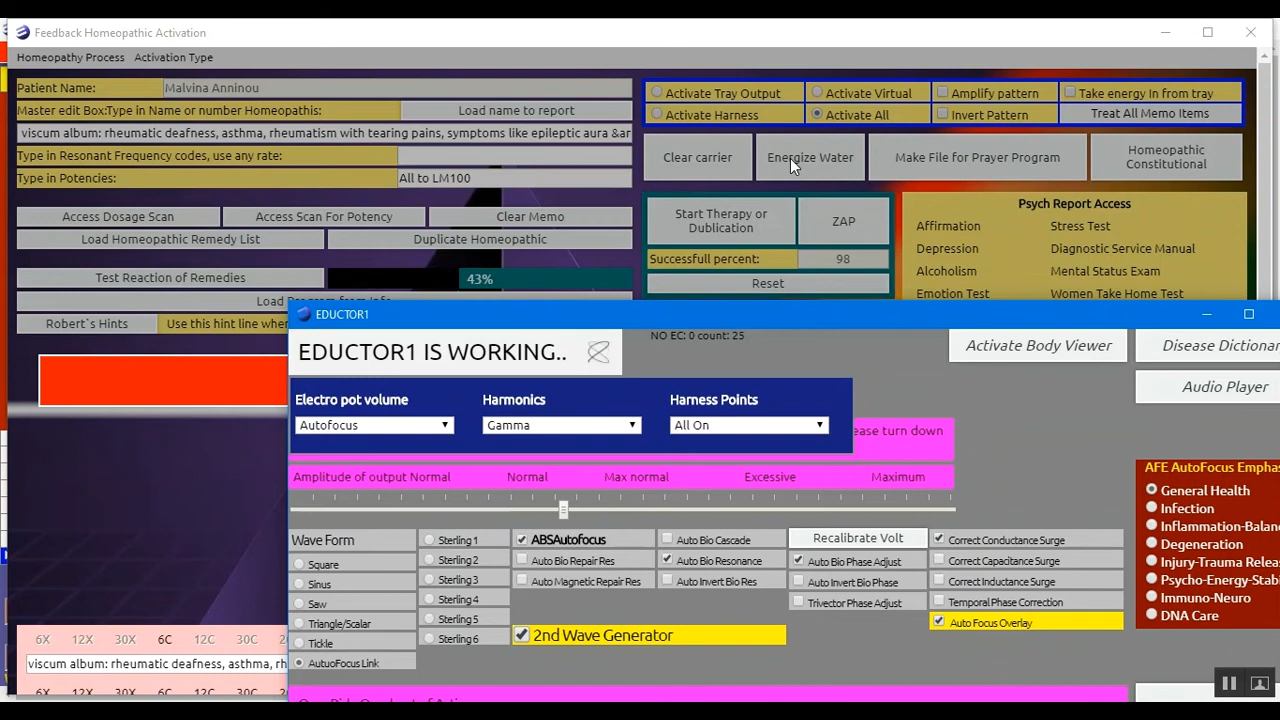 Feedback Homeopathic Activation
Homeopathy Process Activation Type
Patient Name: Malvina Anninou
Master edit Box:Type in Name or number Homeopathis: Load name to report
viscum album: rheumatic deafness, asthma, rheumatism with tearing pains, symptoms like epileptic aura &ar
Type in Resonant Frequency codes, use any rate:
Type in Potencies: All to LM100
Access Dosage Scan Access Scan For Potency Clear Memo
Load Homeopathic Remedy List Duplicate Homeopathic
Test Reaction of Remedies 43%
Load Program from Info
Robert`s Hints Use this hint line when
Activate Tray Output Activate Virtual Amplify pattern Take energy In from tray
Activate Harness Activate All Invert Pattern Treat All Memo Items
Clear carrier Energize Water Make File for Prayer Program Homeopathic
Constitutional
Start Therapy or
Dublication ZAP
Successfull percent: 98
Reset
Psych Report Access
Affirmation Stress Test
Depression Diagnostic Service Manual
Alcoholism Mental Status Exam
Emotion Test Women Take Home Test
EDUCTOR1
EDUCTOR1 IS WORKING..
NO EC: 0 count: 25
Activate Body Viewer Disease Dictionar
Audio Player
Electro pot volume Harmonics Harness Points
Autofocus Gamma All On
ease turn down
Amplitude of output Normal Normal Max normal Excessive Maximum
Wave Form
Square
Sinus
Saw
Triangle/Scalar
Tickle
AutuoFocus Link
Sterling 1
Sterling 2
Sterling 3
Sterling 4
Sterling 5
Sterling 6
ABSAutofocus Auto Bio Cascade Recalibrate Volt Correct Conductance Surge
Auto Bio Repair Res Auto Bio Resonance Auto Bio Phase Adjust Correct Capacitance Surge
Auto Magnetic Repair Res Auto Invert Bio Res Auto Invert Bio Phase Correct Inductance Surge
Trivector Phase Adjust Temporal Phase Correction
2nd Wave Generator Auto Focus Overlay
AFE AutoFocus Emphas
General Health
Infection
Inflammation-Balan
Degeneration
Injury-Trauma Relea
Psycho-Energy-Stabi
Immuno-Neuro
DNA Care
6X 12X 30X 6C 12C 30C
viscum album: rheumatic deafness, asthma, rh
6X 12X 30X 6C 12C 30C